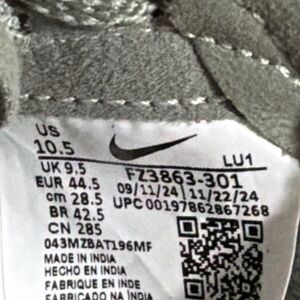 US
10.5
LU1
UK 9.5
FZ3863-301
EUR 44.5
09/11/24 11/22/24
cm 28.5
UPC 00197862867268
BR 42.5
CN 285
043MZBAT196MF
MADE IN INDIA
HECHO EN INDIA
FABRIQUE EN INDE
FABRICADO NA INDIA